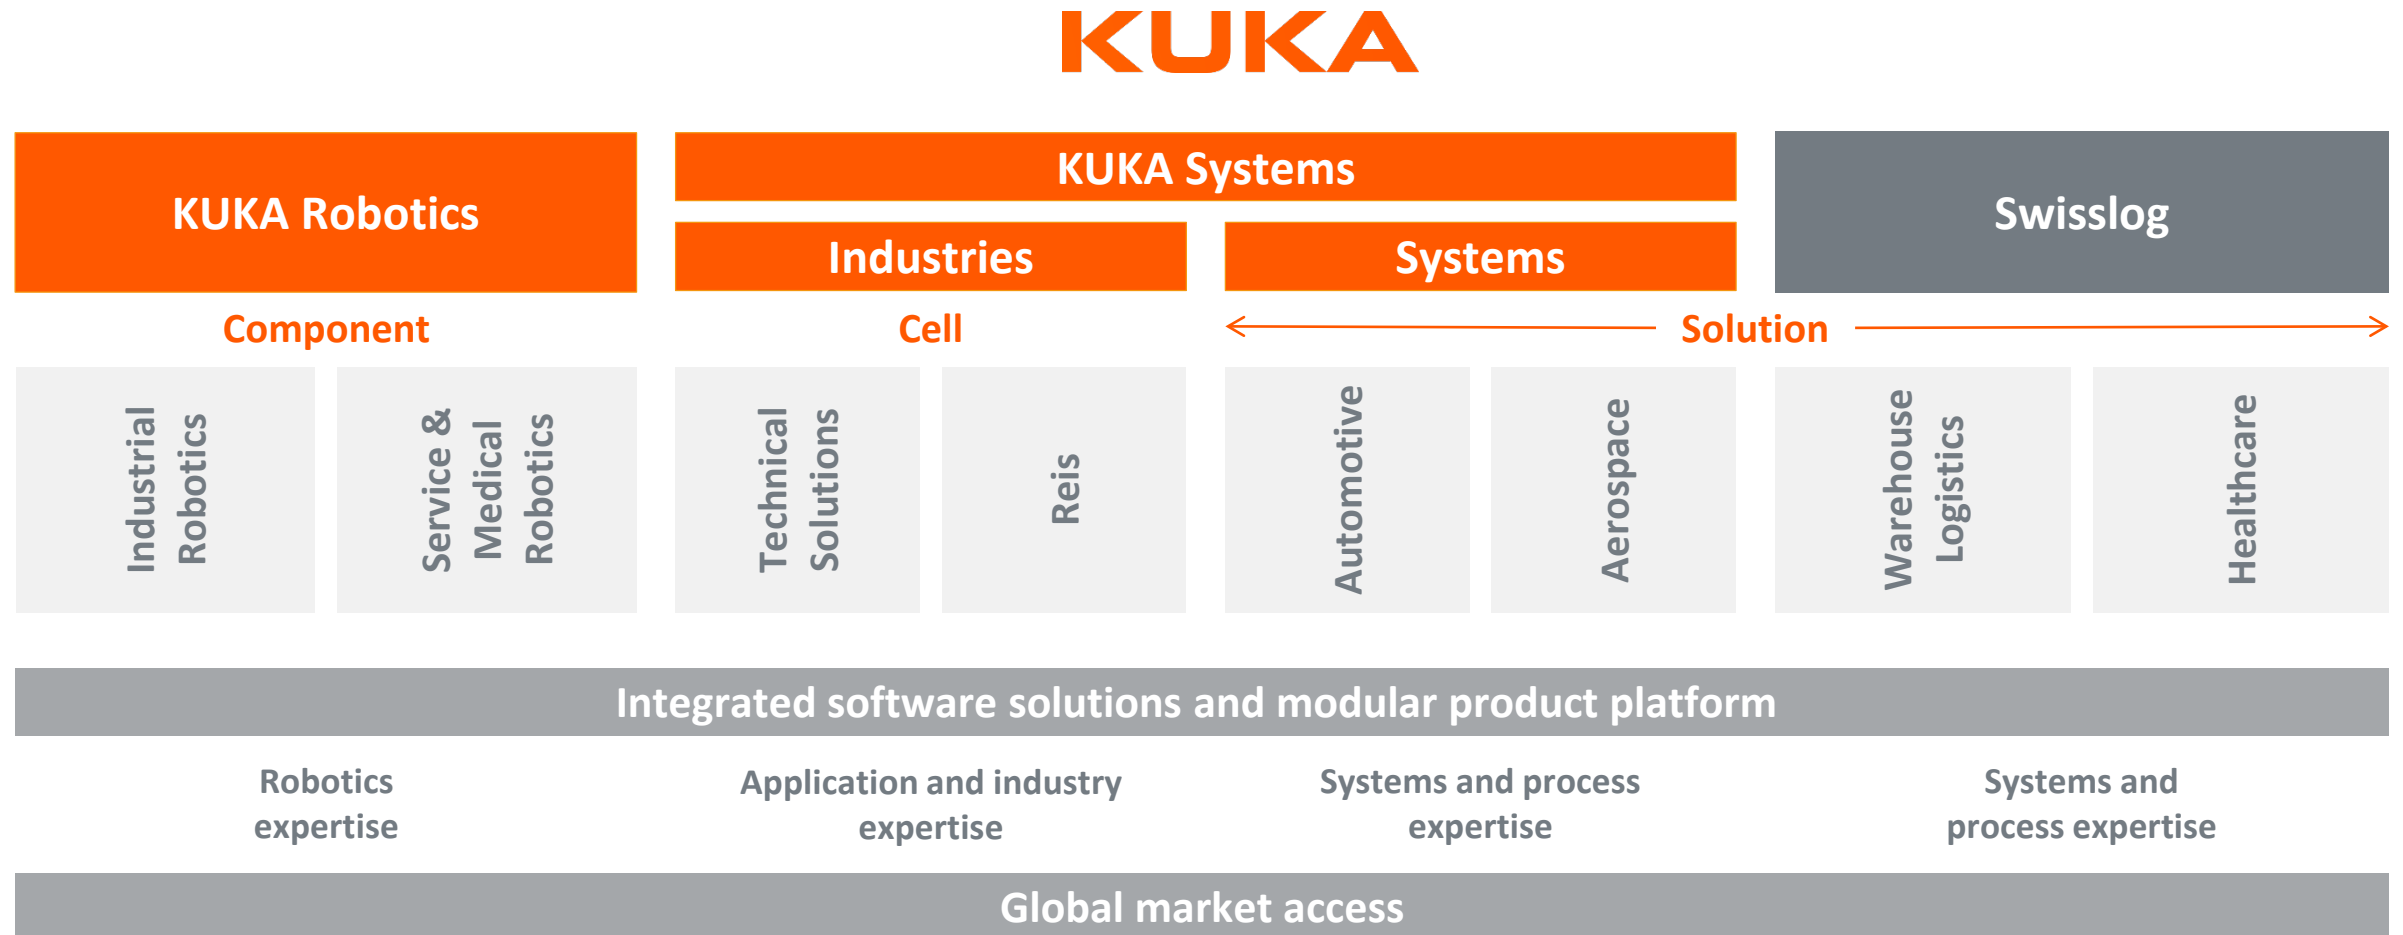 KUKA
KUKA Robotics
KUKA Systems
Industries
Systems
Swisslog
Component
Cell
Solution
Industrial
Robotics
Service &
Medical
Robotics
Technical
Solutions
Reis
Automotive
Aerospace
Warehouse
Logistics
Healthcare
Integrated software solutions and modular product platform
Robotics
expertise
Application and industry
expertise
Systems and process
expertise
Systems and
process expertise
Global market access